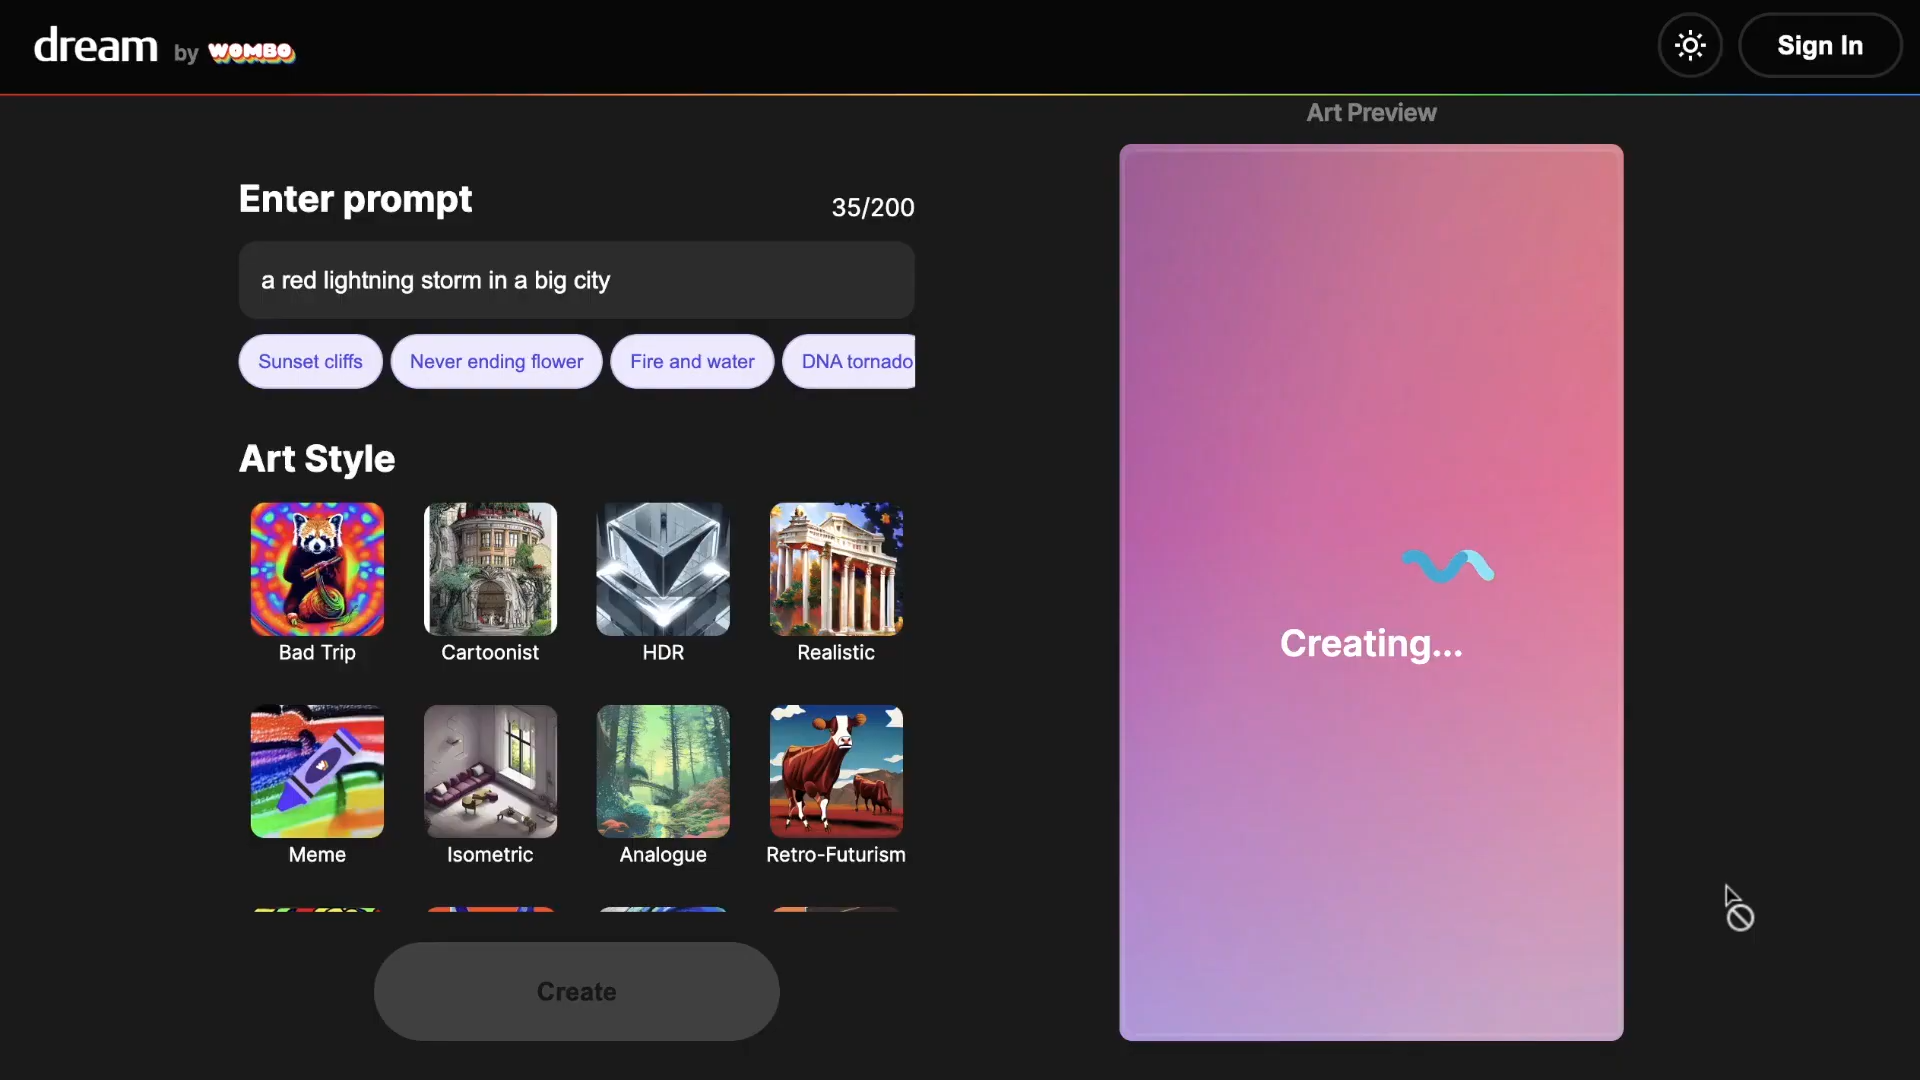 dream by WOMBO
Sign In
Art Preview
Enter prompt
35/200
a red lightning storm in a big city
Sunset cliffs
Never ending flower
Fire and water
DNA tornado
Art Style
Bad Trip
Cartoonist
HDR
Realistic
Meme
Isometric
Analogue
Retro-Futurism
Creating...
Create